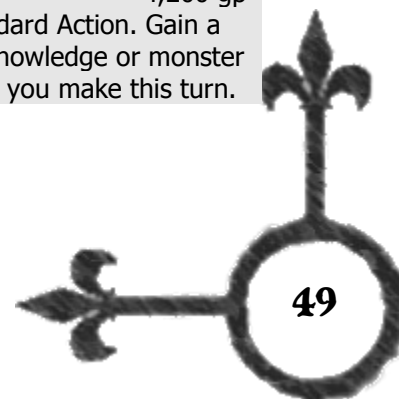 dard Action. Gain a
nowledge or monster
you make this turn.
49